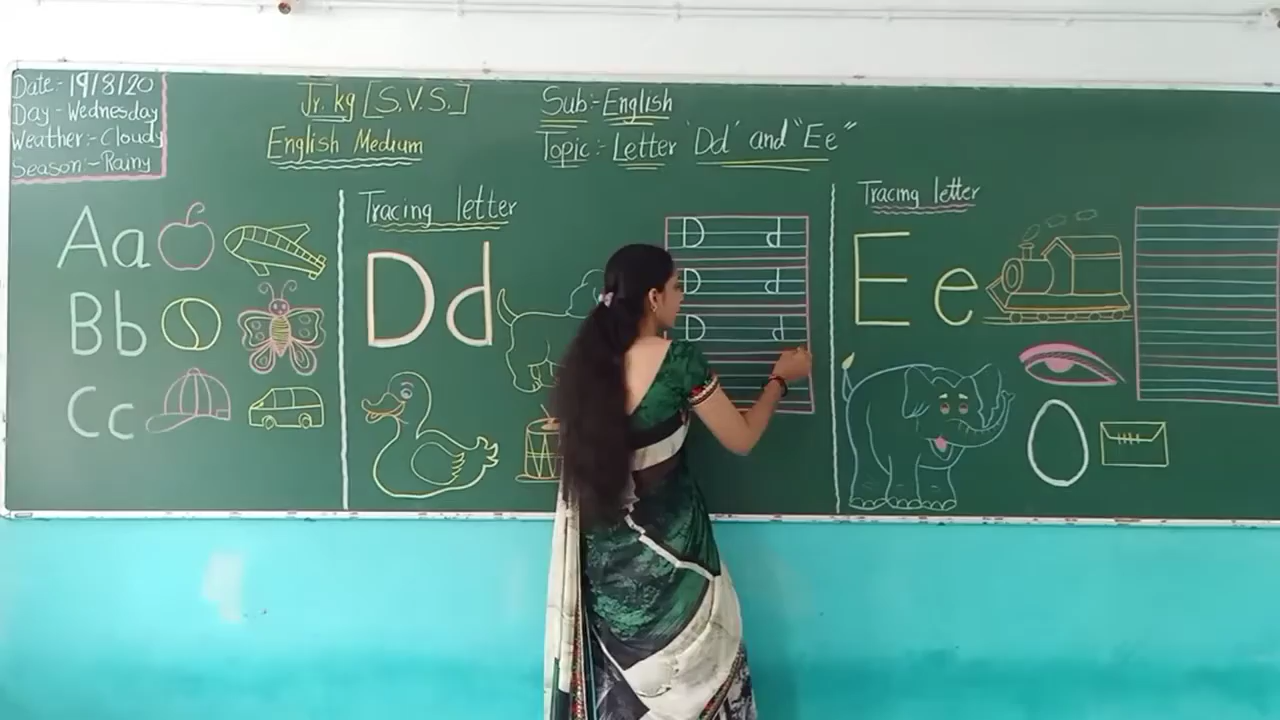 Date:- 19/8/20
Day - Wednesday
Weather:- Cloudy
Season:- Rainy
Jr. kg [S.V.S.]
English Medium
Sub:- English
Topic:- Letter 'Dd' and "Ee"
Aa
Bb
Cc
Tracing letter
Dd
D d
D d
D d
Tracing letter
Ee